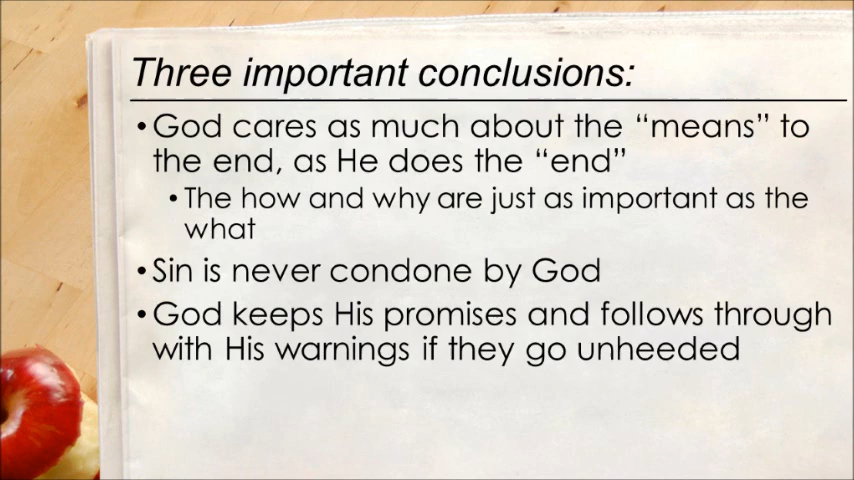 Three important conclusions:
• God cares as much about the “means” to
the end, as He does the “end”
• The how and why are just as important as the
what
• Sin is never condone by God
• God keeps His promises and follows through
with His warnings if they go unheeded